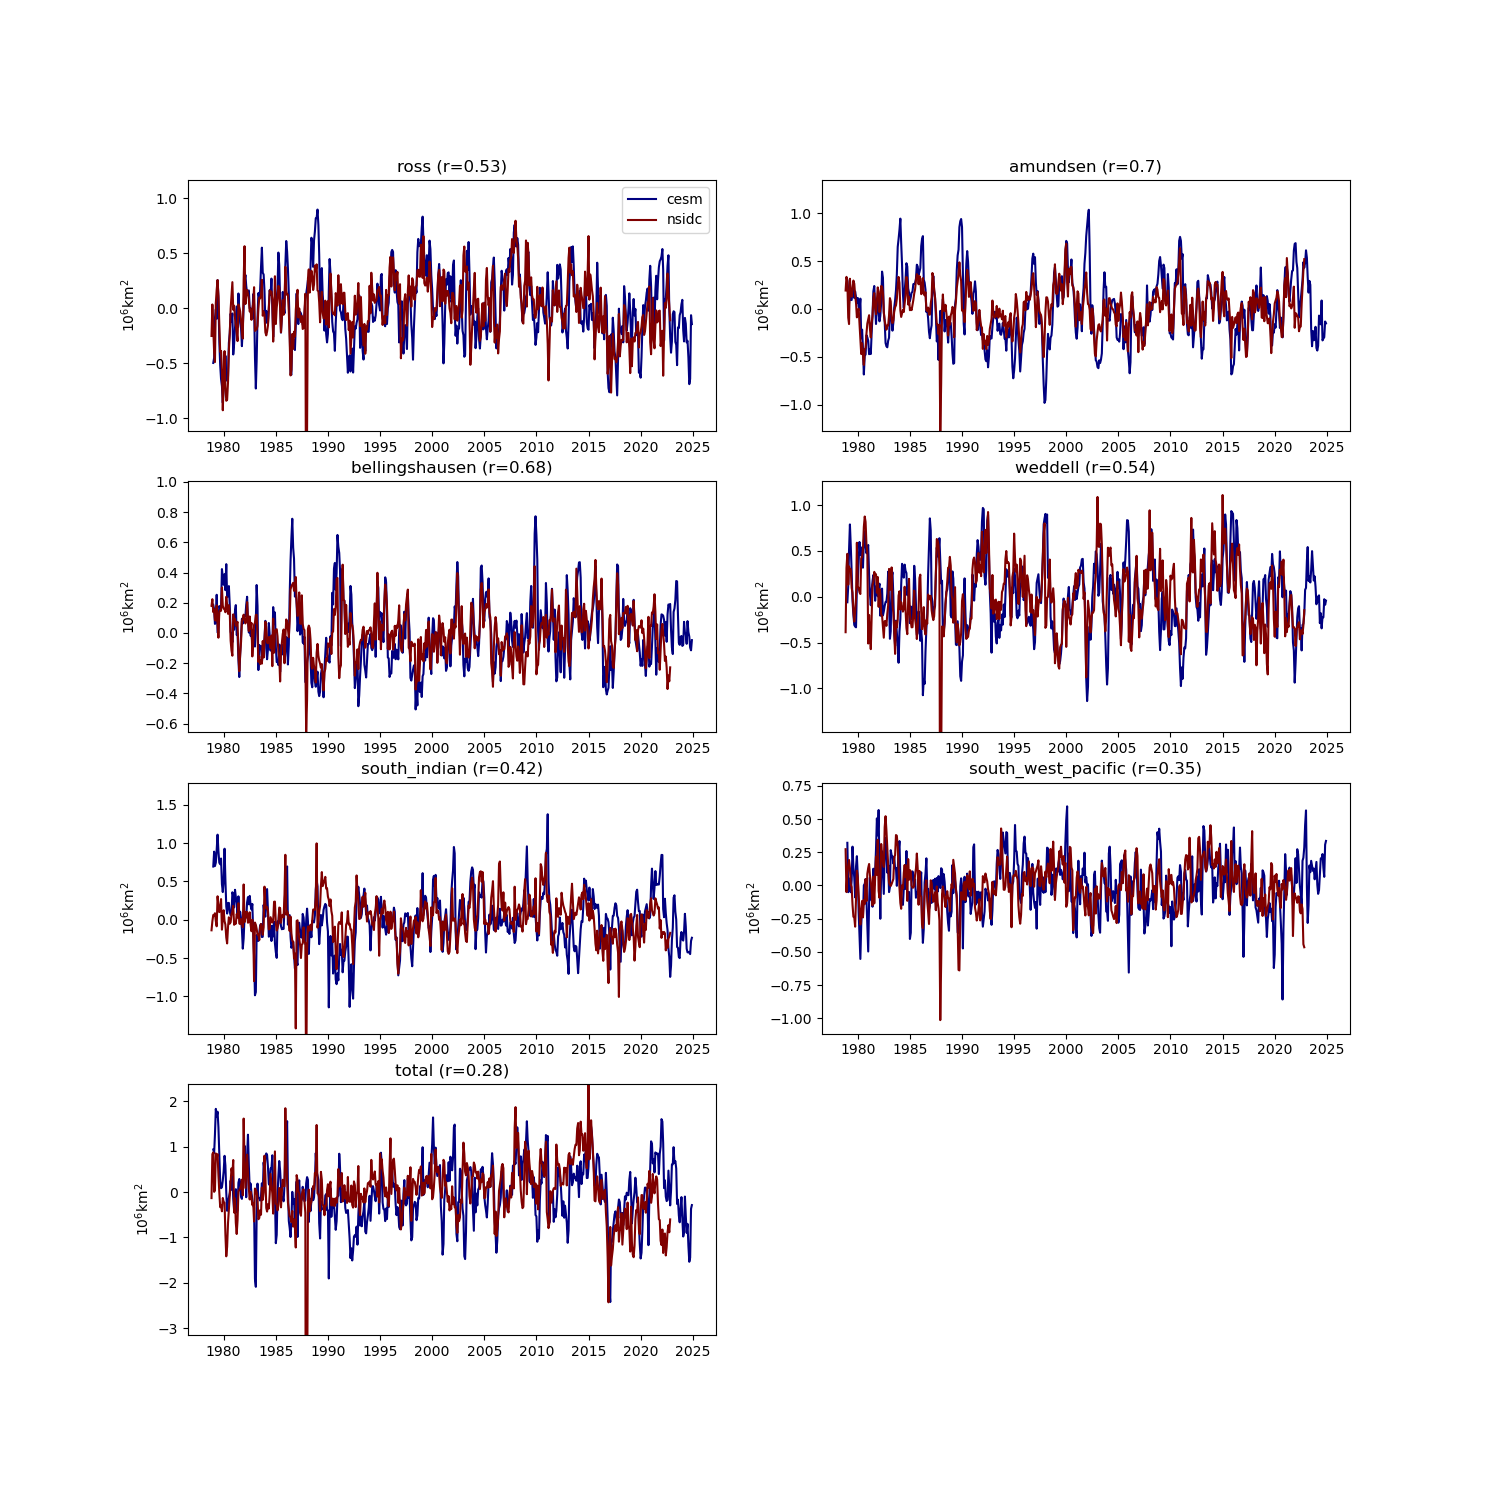 ross (r=0.53)
1.0
0.5
0.0
−0.5
−1.0
10⁶km²
cesm
nsidc
1980 1985 1990 1995 2000 2005 2010 2015 2020 2025
amundsen (r=0.7)
1.0
0.5
0.0
−0.5
−1.0
10⁶km²
1980 1985 1990 1995 2000 2005 2010 2015 2020 2025
bellingshausen (r=0.68)
1.0
0.8
0.6
0.4
0.2
0.0
−0.2
−0.4
−0.6
10⁶km²
1980 1985 1990 1995 2000 2005 2010 2015 2020 2025
weddell (r=0.54)
1.0
0.5
0.0
−0.5
−1.0
10⁶km²
1980 1985 1990 1995 2000 2005 2010 2015 2020 2025
south_indian (r=0.42)
1.5
1.0
0.5
0.0
−0.5
−1.0
10⁶km²
1980 1985 1990 1995 2000 2005 2010 2015 2020 2025
south_west_pacific (r=0.35)
0.75
0.50
0.25
0.00
−0.25
−0.50
−0.75
−1.00
10⁶km²
1980 1985 1990 1995 2000 2005 2010 2015 2020 2025
total (r=0.28)
2
1
0
−1
−2
−3
10⁶km²
1980 1985 1990 1995 2000 2005 2010 2015 2020 2025